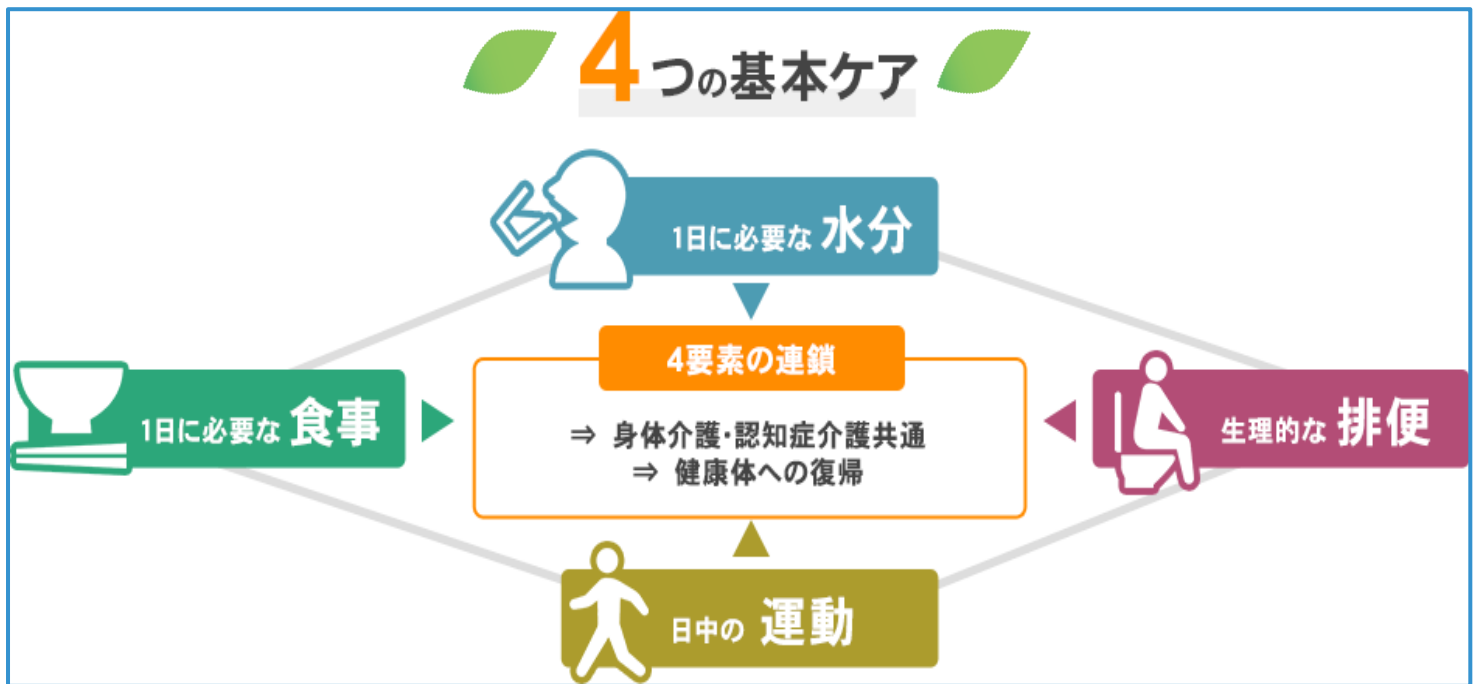 4つの基本ケア
1日に必要な 水分
4要素の連鎖
1日に必要な 食事
⇒ 身体介護・認知症介護共通
⇒ 健康体への復帰
生理的な 排便
日中の 運動